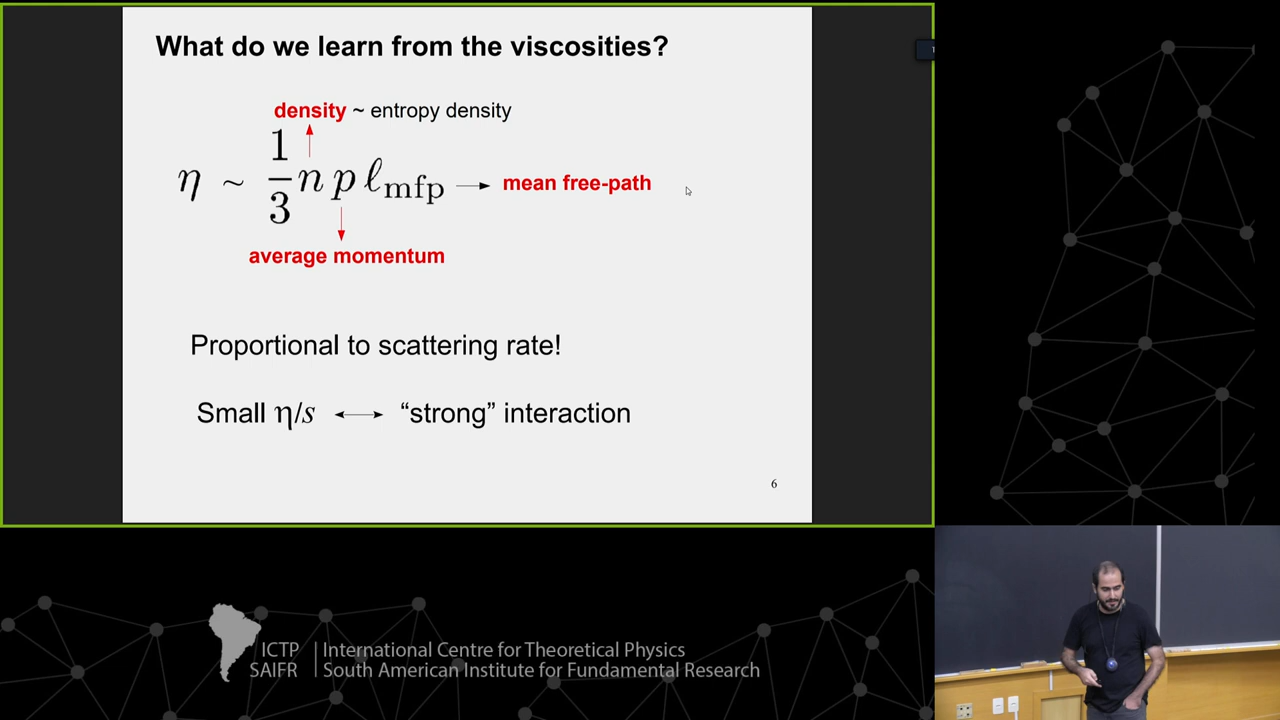 What do we learn from the viscosities?
density ~ entropy density
η ~ 1/3 n p ℓmfp → mean free-path
average momentum
Proportional to scattering rate!
Small η/s ↔ “strong” interaction
6
ICTP | International Centre for Theoretical Physics
SAIFR | South American Institute for Fundamental Research